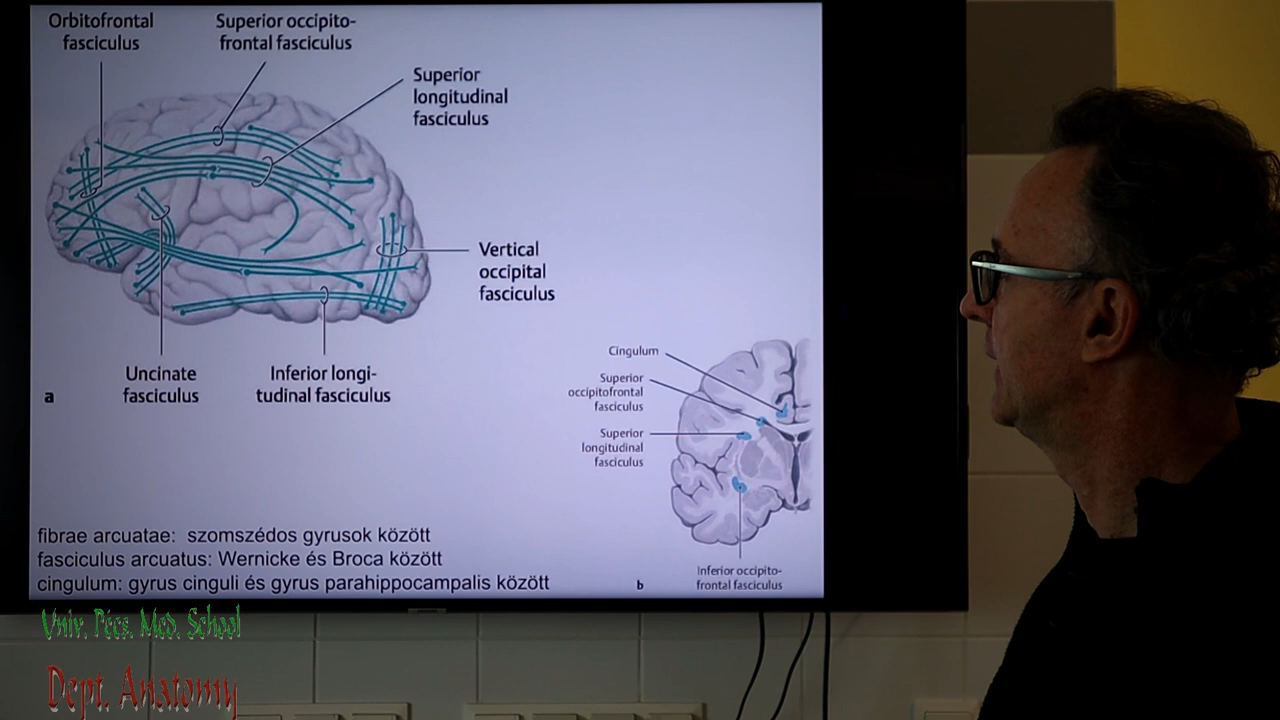 Orbitofrontal
fasciculus
Superior occipito-
frontal fasciculus
Superior
longitudinal
fasciculus
Vertical
occipital
fasciculus
Uncinate
fasciculus
Inferior longi-
tudinal fasciculus
a
Cingulum
Superior
occipitofrontal
fasciculus
Superior
longitudinal
fasciculus
Inferior occipito-
frontal fasciculus
b
fibrae arcuatae: szomszédos gyrusok között
fasciculus arcuatus: Wernicke és Broca között
cingulum: gyrus cinguli és gyrus parahippocampalis között
Univ. Pécs. Med. School
Dept. Anatomy